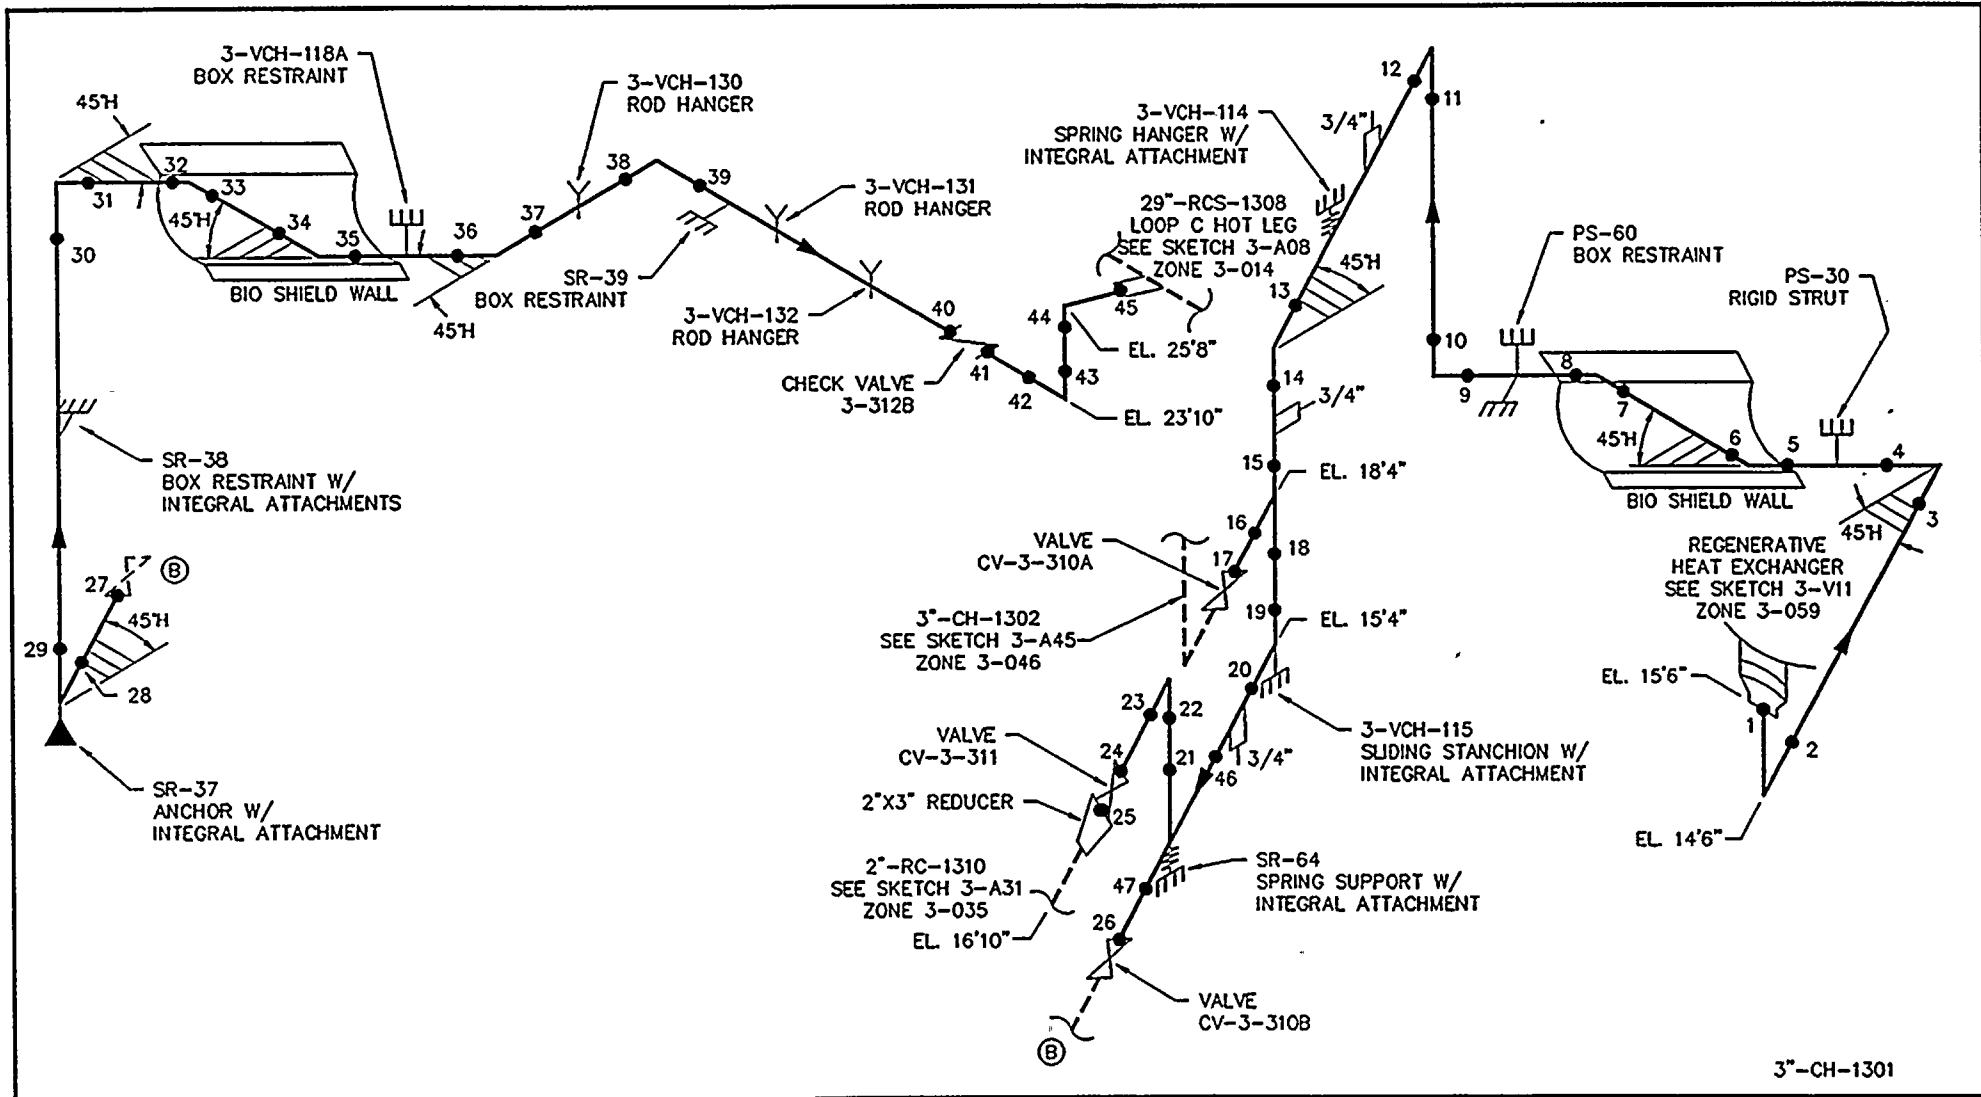 3-VCH-118A
BOX RESTRAINT
3-VCH-130
ROD HANGER
45°H
32
31
33
45°H
34
30
35
36
37
38
39
BIO SHIELD WALL
45°H
3-VCH-131
ROD HANGER
SR-39
BOX RESTRAINT
3-VCH-132
ROD HANGER
40
41
42
CHECK VALVE
3-312B
43
44
45
EL. 25'8"
EL. 23'10"
3-VCH-114
SPRING HANGER W/
INTEGRAL ATTACHMENT
29"-RCS-1308
LOOP C HOT LEG
SEE SKETCH 3-A08
ZONE 3-014
3/4"
12
11
45°H
13
14
3/4"
15
EL. 18'4"
10
9
PS-60
BOX RESTRAINT
PS-30
RIGID STRUT
8
7
45°H
6
5
4
BIO SHIELD WALL
3
45°H
REGENERATIVE
HEAT EXCHANGER
SEE SKETCH 3-V11
ZONE 3-059
EL. 15'6"
1
2
EL. 14'6"
SR-38
BOX RESTRAINT W/
INTEGRAL ATTACHMENTS
27
B
45°H
29
28
SR-37
ANCHOR W/
INTEGRAL ATTACHMENT
VALVE
CV-3-310A
16
17
18
19
3"-CH-1302
SEE SKETCH 3-A45
ZONE 3-046
EL. 15'4"
20
3-VCH-115
SLIDING STANCHION W/
INTEGRAL ATTACHMENT
3/4"
46
23
22
VALVE
CV-3-311
24
21
2"X3" REDUCER
25
2"-RC-1310
SEE SKETCH 3-A31
ZONE 3-035
EL. 16'10"
SR-64
SPRING SUPPORT W/
INTEGRAL ATTACHMENT
47
26
VALVE
CV-3-310B
B
3"-CH-1301